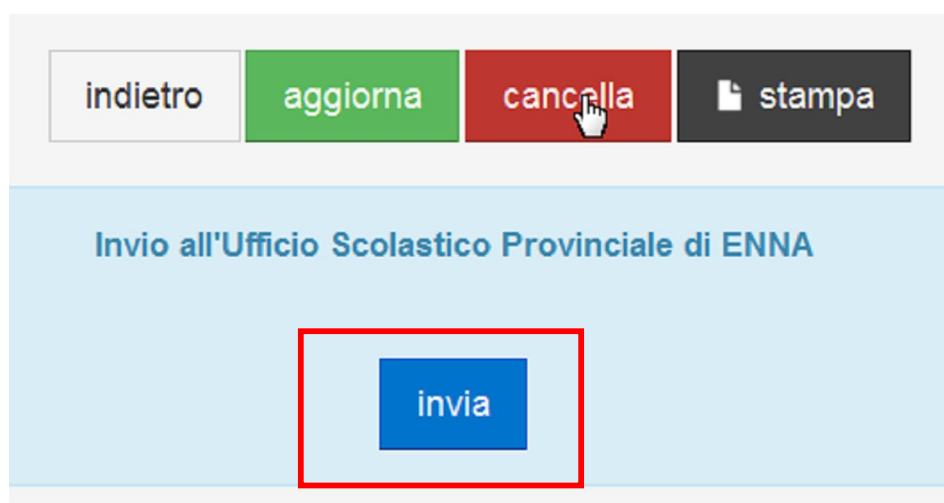 indietro aggiorna cancella stampa
Invio all'Ufficio Scolastico Provinciale di ENNA
invia